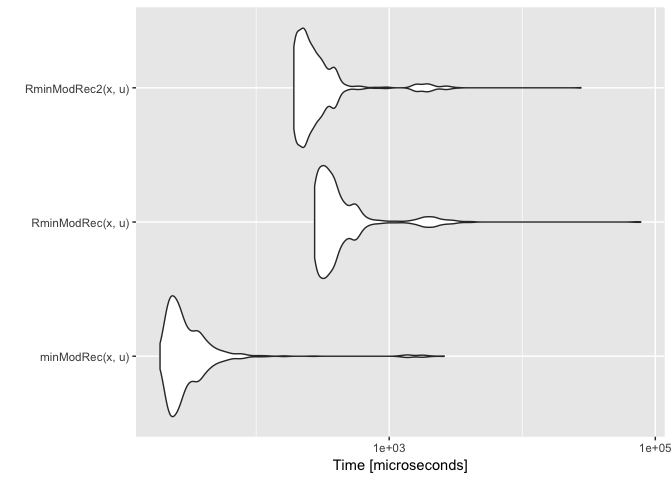 RminModRec2(x, u)
RminModRec(x, u)
minModRec(x, u)
1e+03
1e+05
Time [microseconds]